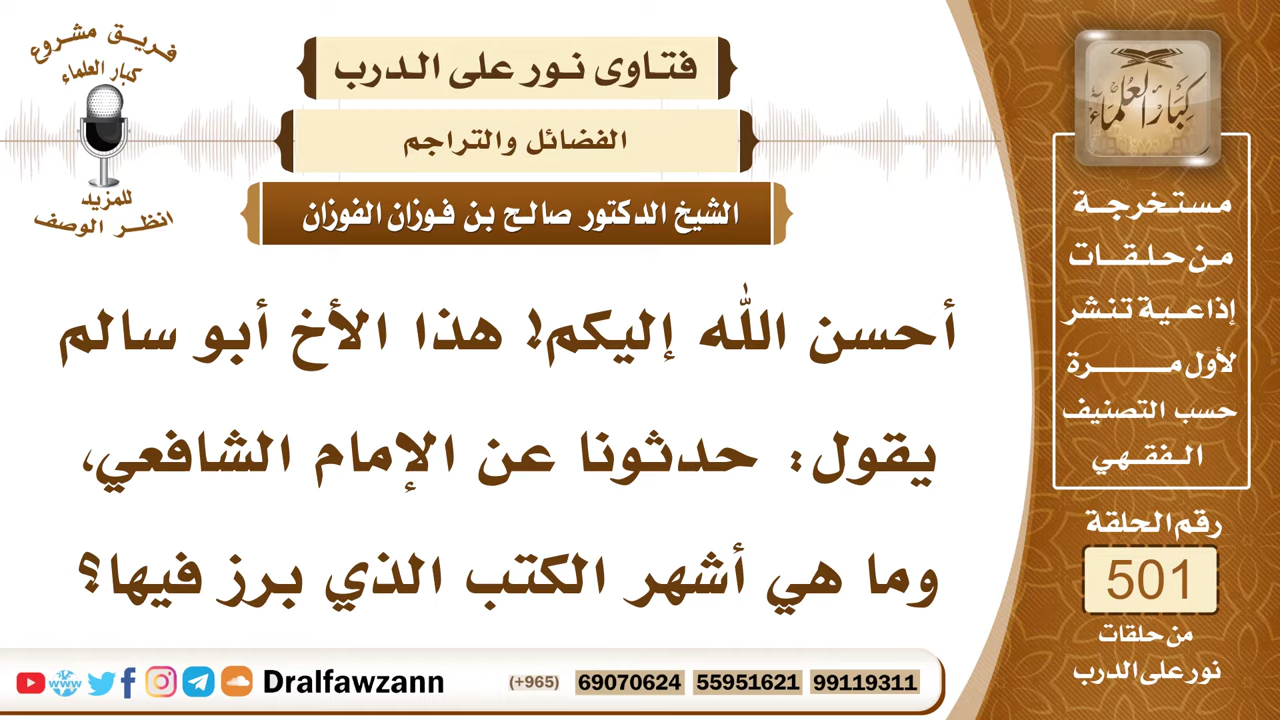 فريق مشروع
كبار العلماء
للمزيد
انظر الوصف
فتاوى نور على الدرب
الفضائل والتراجم
الشيخ الدكتور صالح بن فوزان الفوزان
أحسن الله إليكم! هذا الأخ أبو سالم
يقول: حدثونا عن الإمام الشافعي،
وما هي أشهر الكتب الذي برز فيها؟
كبار العلماء
مستخرجة
من حلقات
إذاعية تنشر
لأول مرة
حسب التصنيف
الفقهي
رقم الحلقة
501
من حلقات
نور على الدرب
www Dralfawzann (+965) 69070624 55951621 99119311